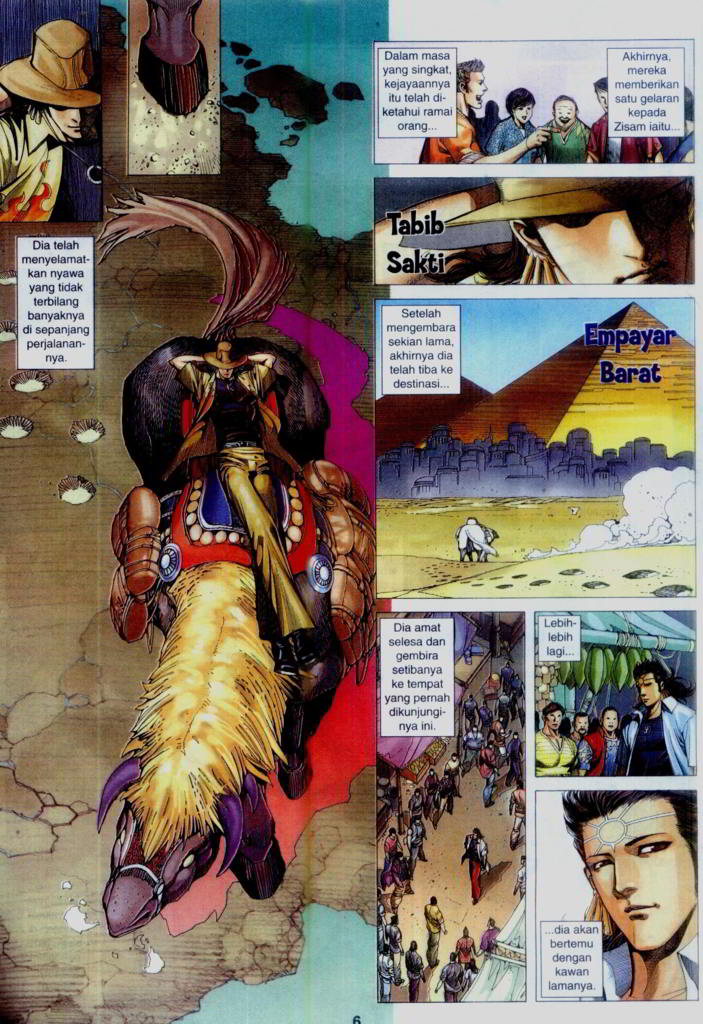 Dia telah
menyelamat-
kan nyawa
yang tidak
terbilang
banyaknya
di sepanjang
perjalanan-
nya.
Dalam masa
yang singkat,
kejayaannya
itu telah di-
ketahui ramai
orang...
Akhirnya,
mereka
memberikan
satu gelaran
kepada
Zisam iaitu...
Tabib
Sakti
Setelah
mengembara
sekian lama,
akhirnya dia
telah tiba ke
destinasi...
Empayar
Barat
Dia amat
selesa dan
gembira
setibanya
ke tempat
yang pernah
dikunjungi-
nya ini.
Lebih-
lebih
lagi...
...dia akan
bertemu
dengan
kawan
lamanya.
6